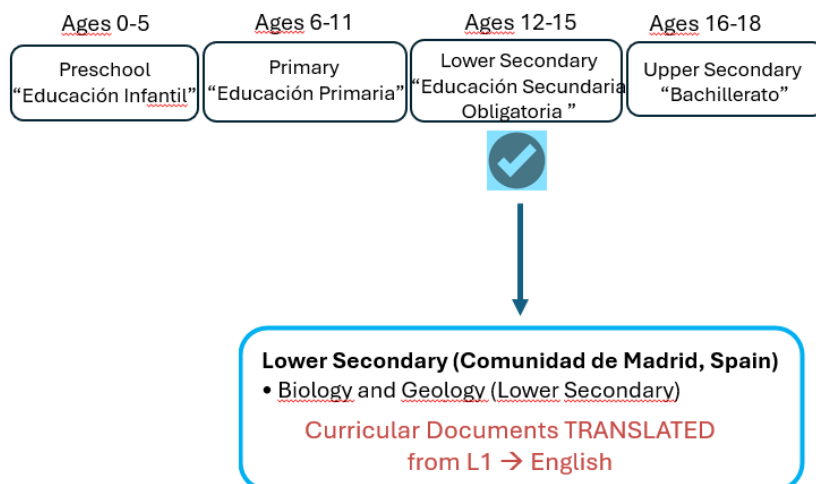 Ages 0-5
Ages 6-11
Ages 12-15
Ages 16-18
Preschool
“Educación Infantil”
Primary
“Educación Primaria”
Lower Secondary
“Educación Secundaria
Obligatoria ”
Upper Secondary
“Bachillerato”
Lower Secondary (Comunidad de Madrid, Spain)
• Biology and Geology (Lower Secondary)
Curricular Documents TRANSLATED
from L1 → English